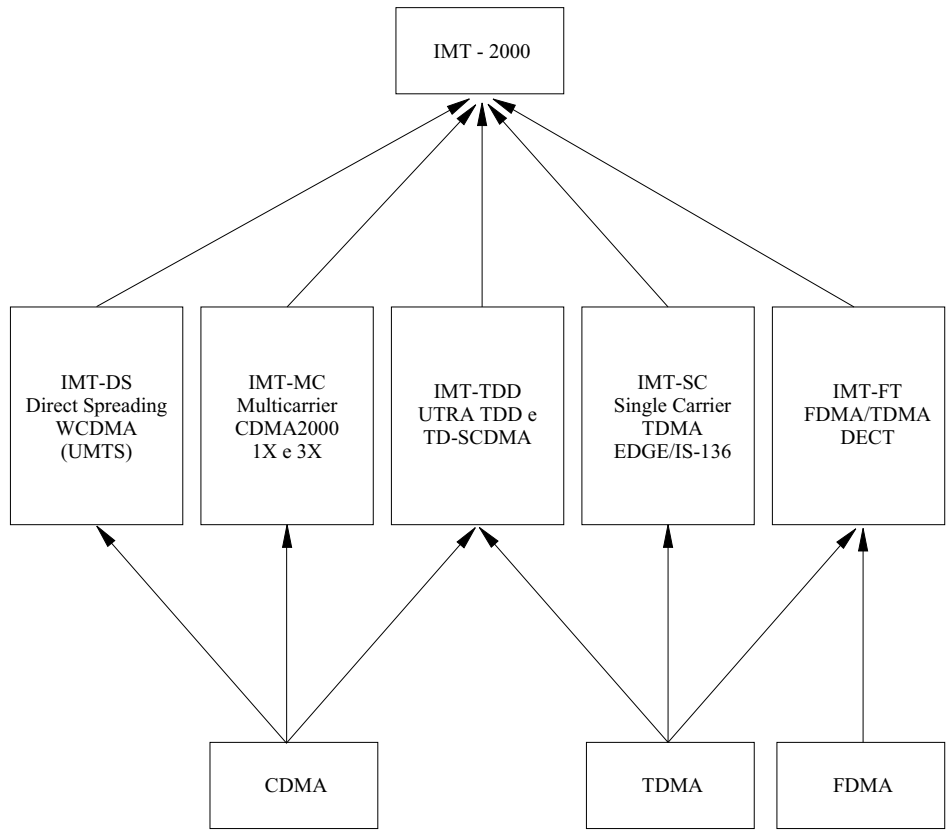 IMT - 2000
IMT-DS
Direct Spreading
WCDMA
(UMTS)
IMT-MC
Multicarrier
CDMA2000
1X e 3X
IMT-TDD
UTRA TDD e
TD-SCDMA
IMT-SC
Single Carrier
TDMA
EDGE/IS-136
IMT-FT
FDMA/TDMA
DECT
CDMA
TDMA
FDMA